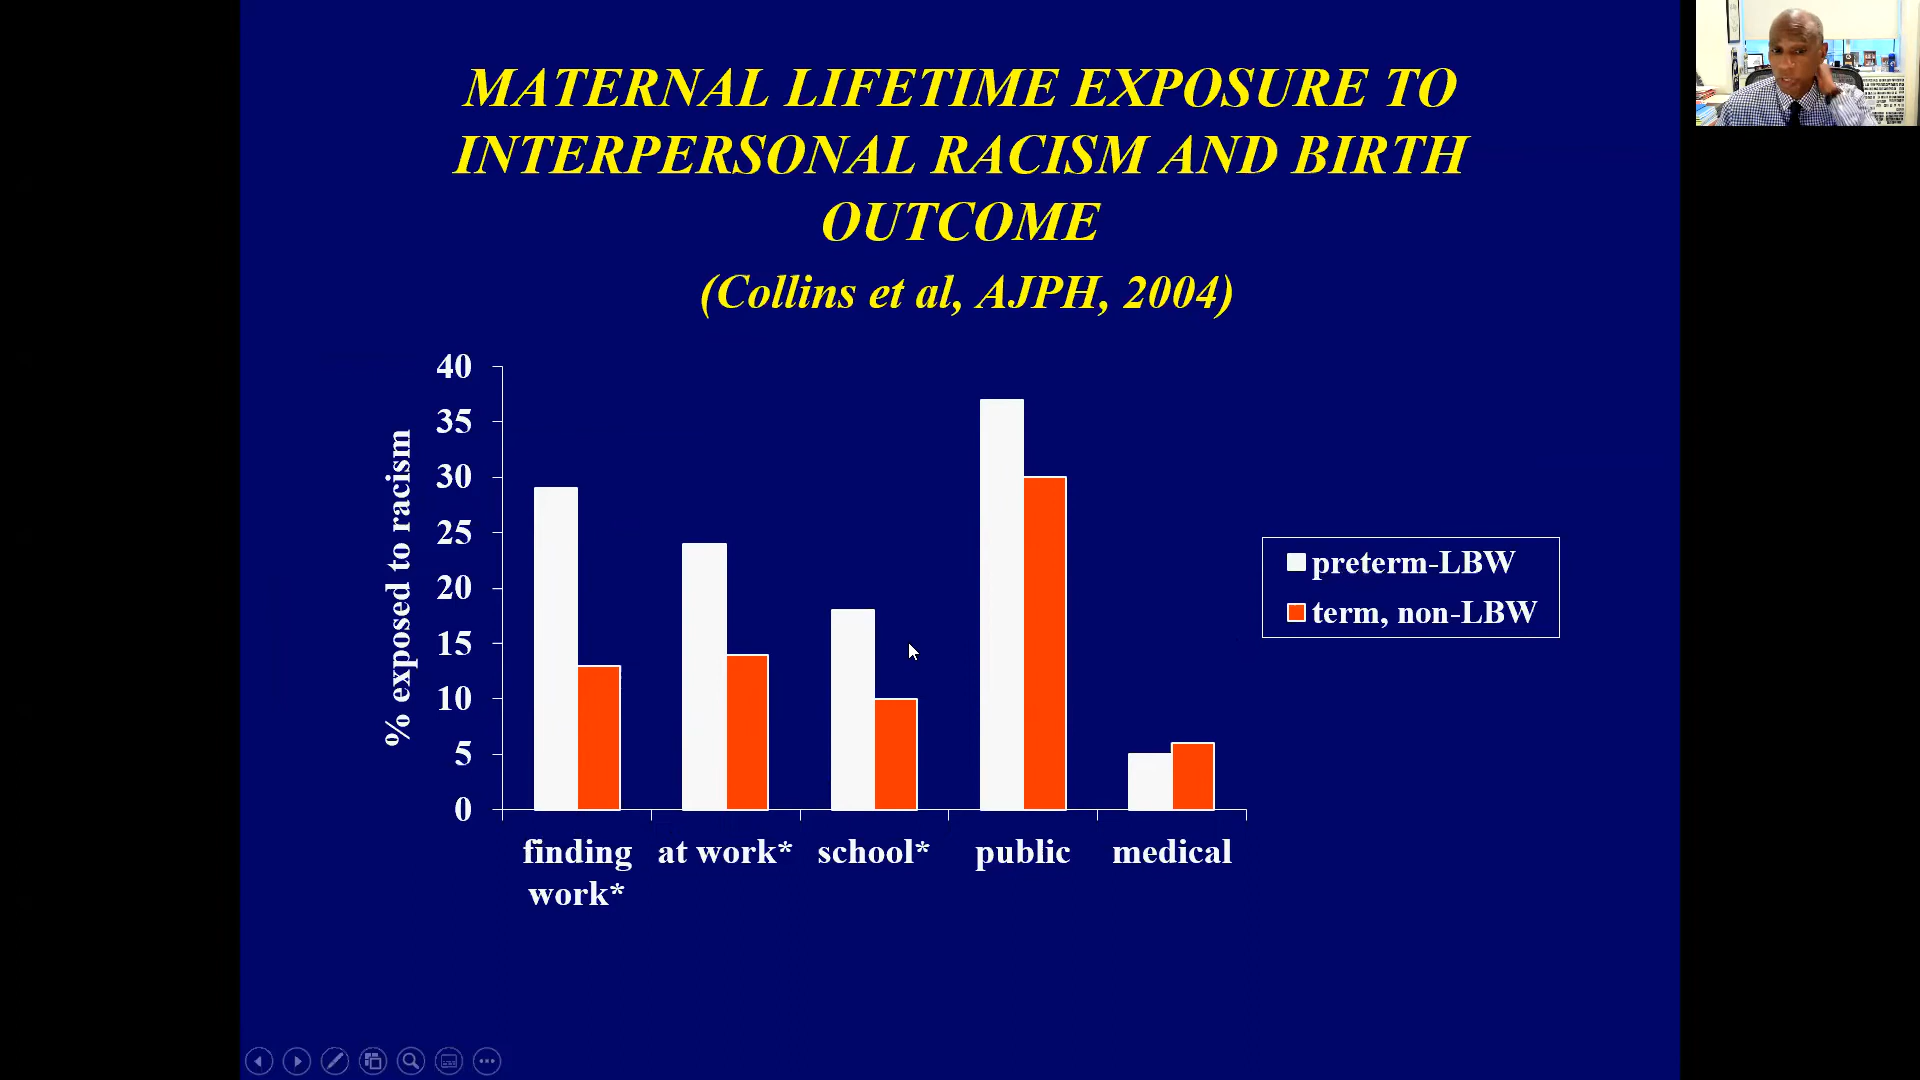 MATERNAL LIFETIME EXPOSURE TO
INTERPERSONAL RACISM AND BIRTH
OUTCOME
(Collins et al, AJPH, 2004)
% exposed to racism
40
35
30
25
20
15
10
5
0
finding
work*
at work*
school*
public
medical
preterm-LBW
term, non-LBW